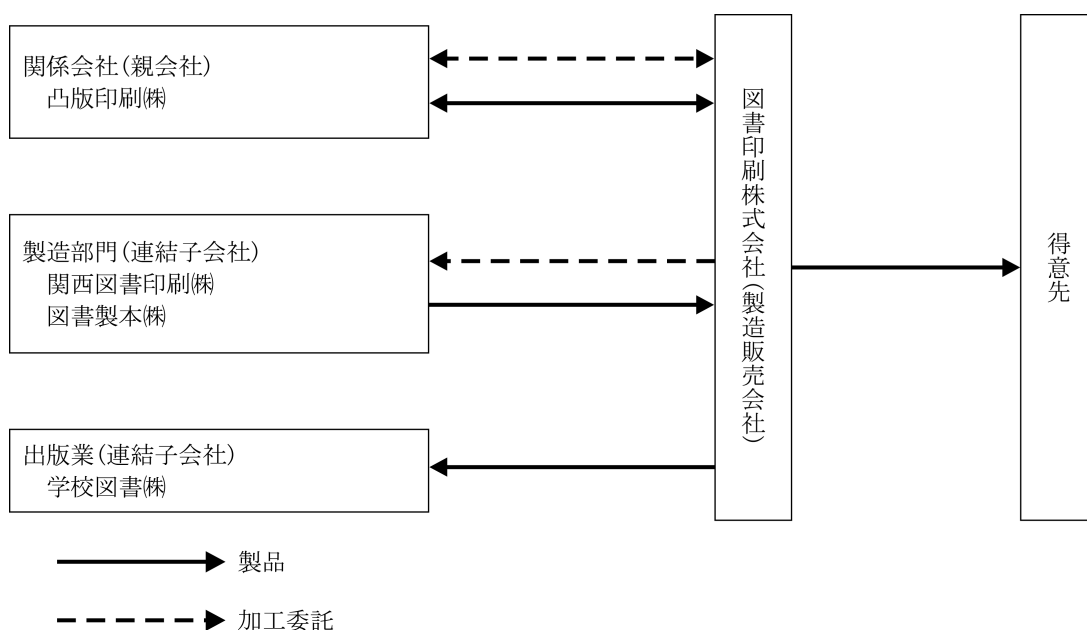 関係会社(親会社)
凸版印刷㈱
製造部門(連結子会社)
関西図書印刷㈱
図書製本㈱
出版業(連結子会社)
学校図書㈱
図書印刷株式会社(製造販売会社)
得意先
製品
加工委託